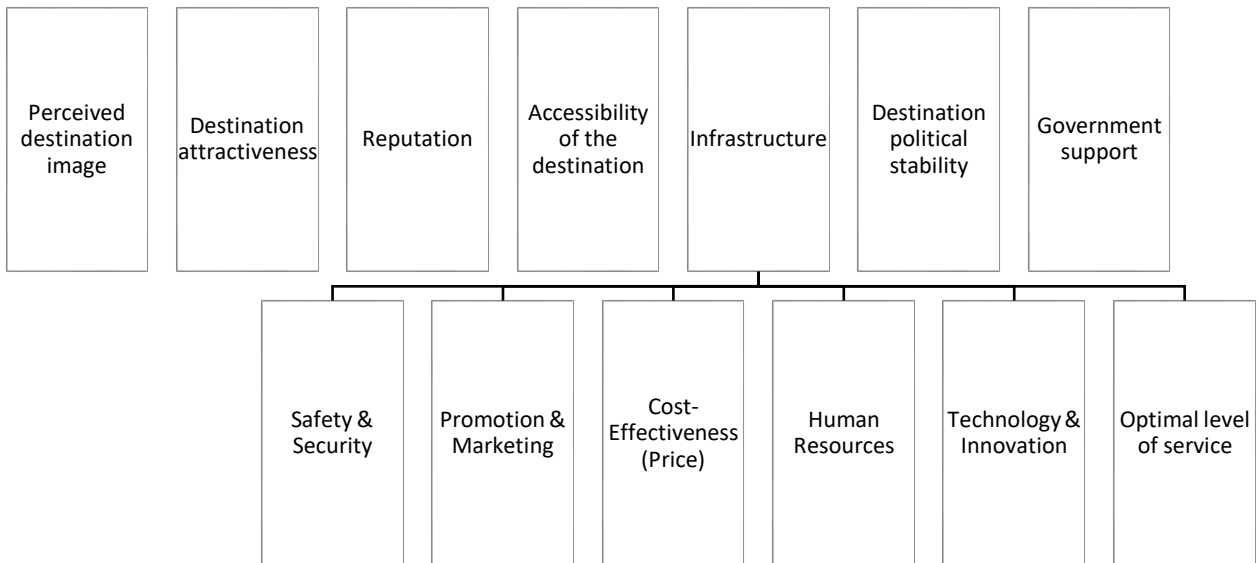 Perceived
destination
image
Destination
attractiveness
Reputation
Accessibility
of the
destination
Infrastructure
Destination
political
stability
Government
support
Safety &
Security
Promotion &
Marketing
Cost-
Effectiveness
(Price)
Human
Resources
Technology &
Innovation
Optimal level
of service